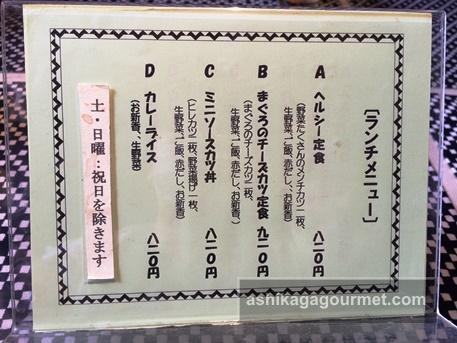 [ランチメニュー]
A ヘルシー定食 八二〇円
(野菜たくさんのメンチカツ二枚、
生野菜、ご飯、赤だし、お新香)
B まぐろのチーズカツ定食 九二〇円
(まぐろのチーズカツ二枚、
生野菜、ご飯、赤だし、お新香、)
C ミニソースカツ丼 八二〇円
(ヒレカツ二枚、野菜揚げ一枚、
生野菜、ご飯、赤だし、お新香)
D カレーライス 八二〇円
(お新香、生野菜)
土・日曜…祝日を除きます
ashikagagourmet.com